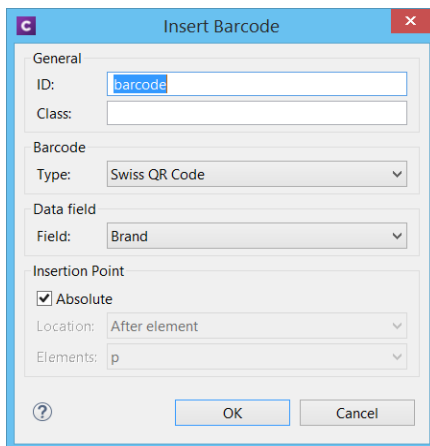 Insert Barcode
General
ID: barcode
Class:
Barcode
Type: Swiss QR Code
Data field
Field: Brand
Insertion Point
Absolute
Location: After element
Elements: p
OK Cancel